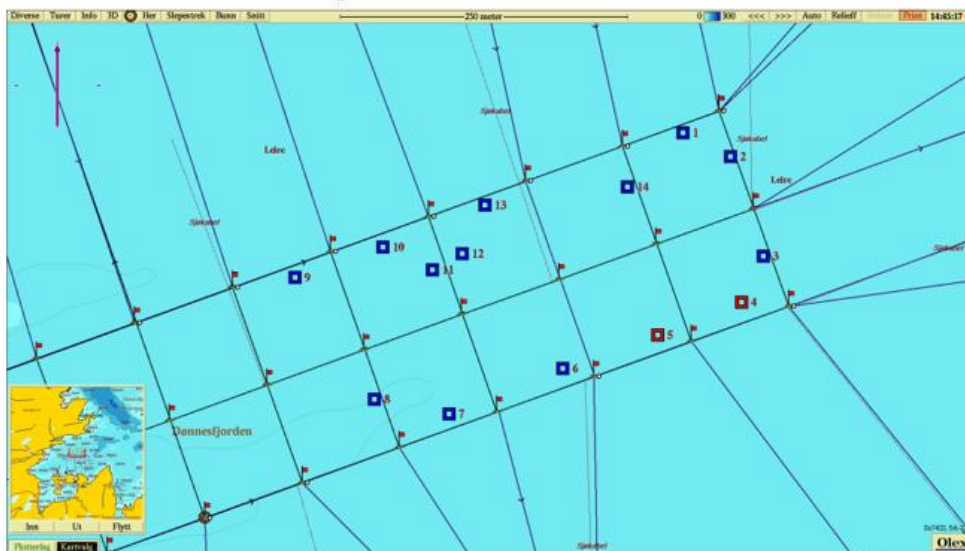 Diverse Turer Info 3D Her Slepestrek Bunn Snitt 250 meter 0 300 <<< >>> Auto Relieff Print 14:45:17
Sjøkabel
1
Sjøkabel
Leire
2
14
Leire
13
Sjøkabel
10
12
3
Sjøkabel
11
9
4
5
6
8
7
Dønnesfjorden
Inn Ut Flytt
Sjøkabel
Plotterlag Kartvalg
Olex